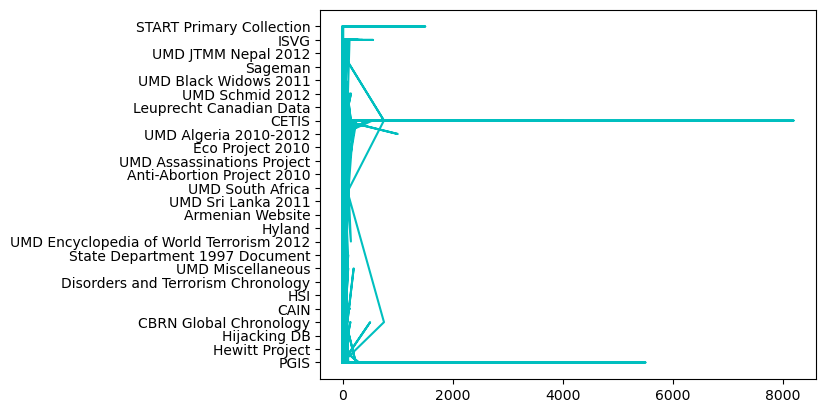 START Primary Collection
ISVG
UMD JTMM Nepal 2012
Sageman
UMD Black Widows 2011
UMD Schmid 2012
Leuprecht Canadian Data
CETIS
UMD Algeria 2010-2012
Eco Project 2010
UMD Assassinations Project
Anti-Abortion Project 2010
UMD South Africa
UMD Sri Lanka 2011
Armenian Website
Hyland
UMD Encyclopedia of World Terrorism 2012
State Department 1997 Document
UMD Miscellaneous
Disorders and Terrorism Chronology
HSI
CAIN
CBRN Global Chronology
Hijacking DB
Hewitt Project
PGIS
0 2000 4000 6000 8000